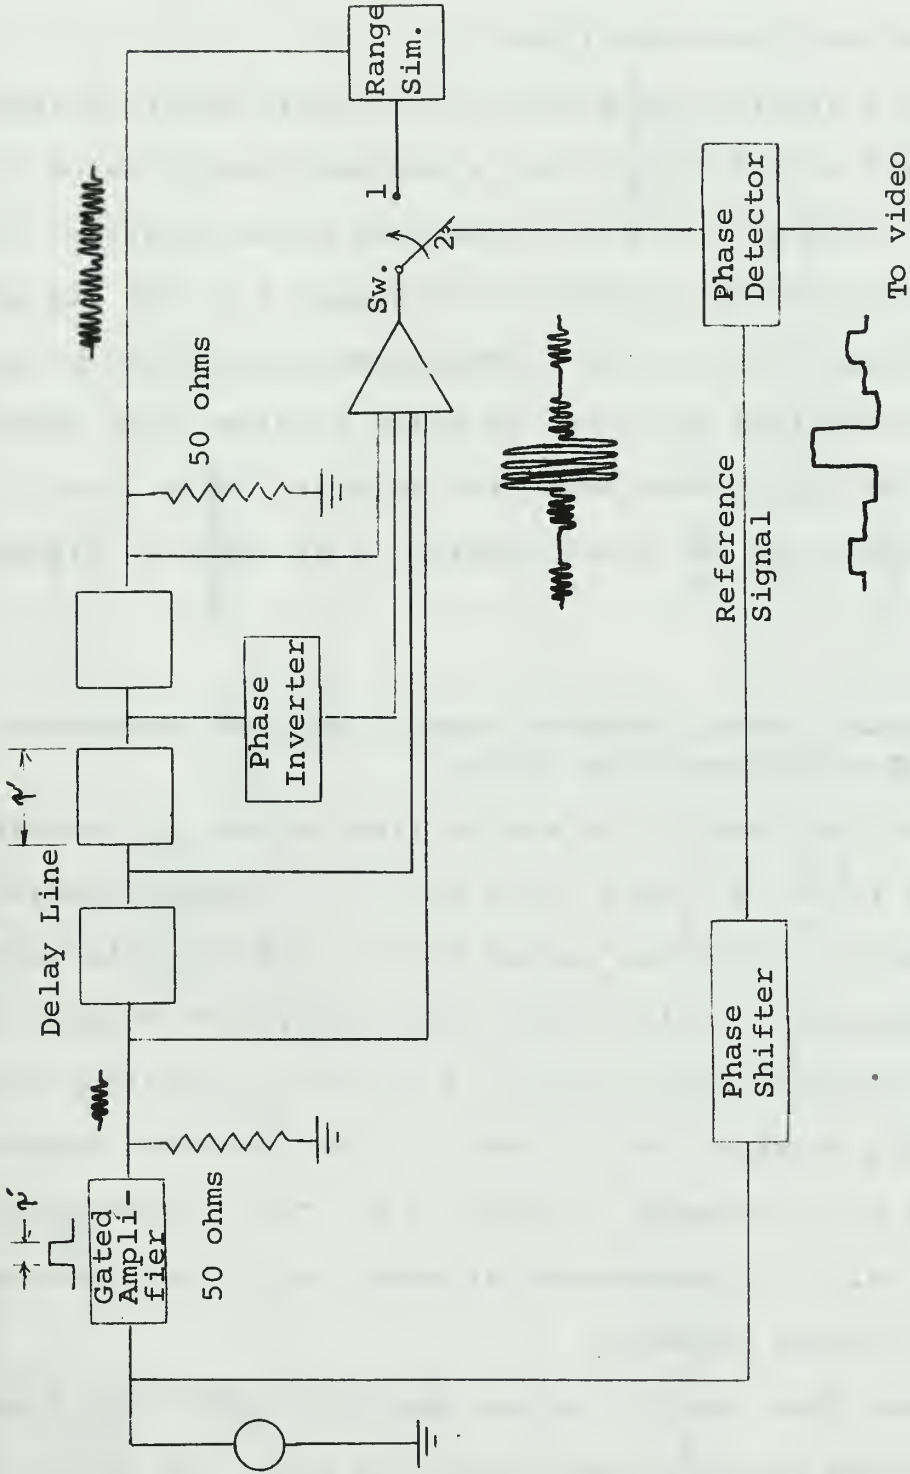 τ'
Gated
Ampli-
fier
50 ohms
Delay Line
τ'
Phase
Inverter
50 ohms
Sw.
1
2
Range
Sim.
Phase
Shifter
Reference
Signal
Phase
Detector
To video